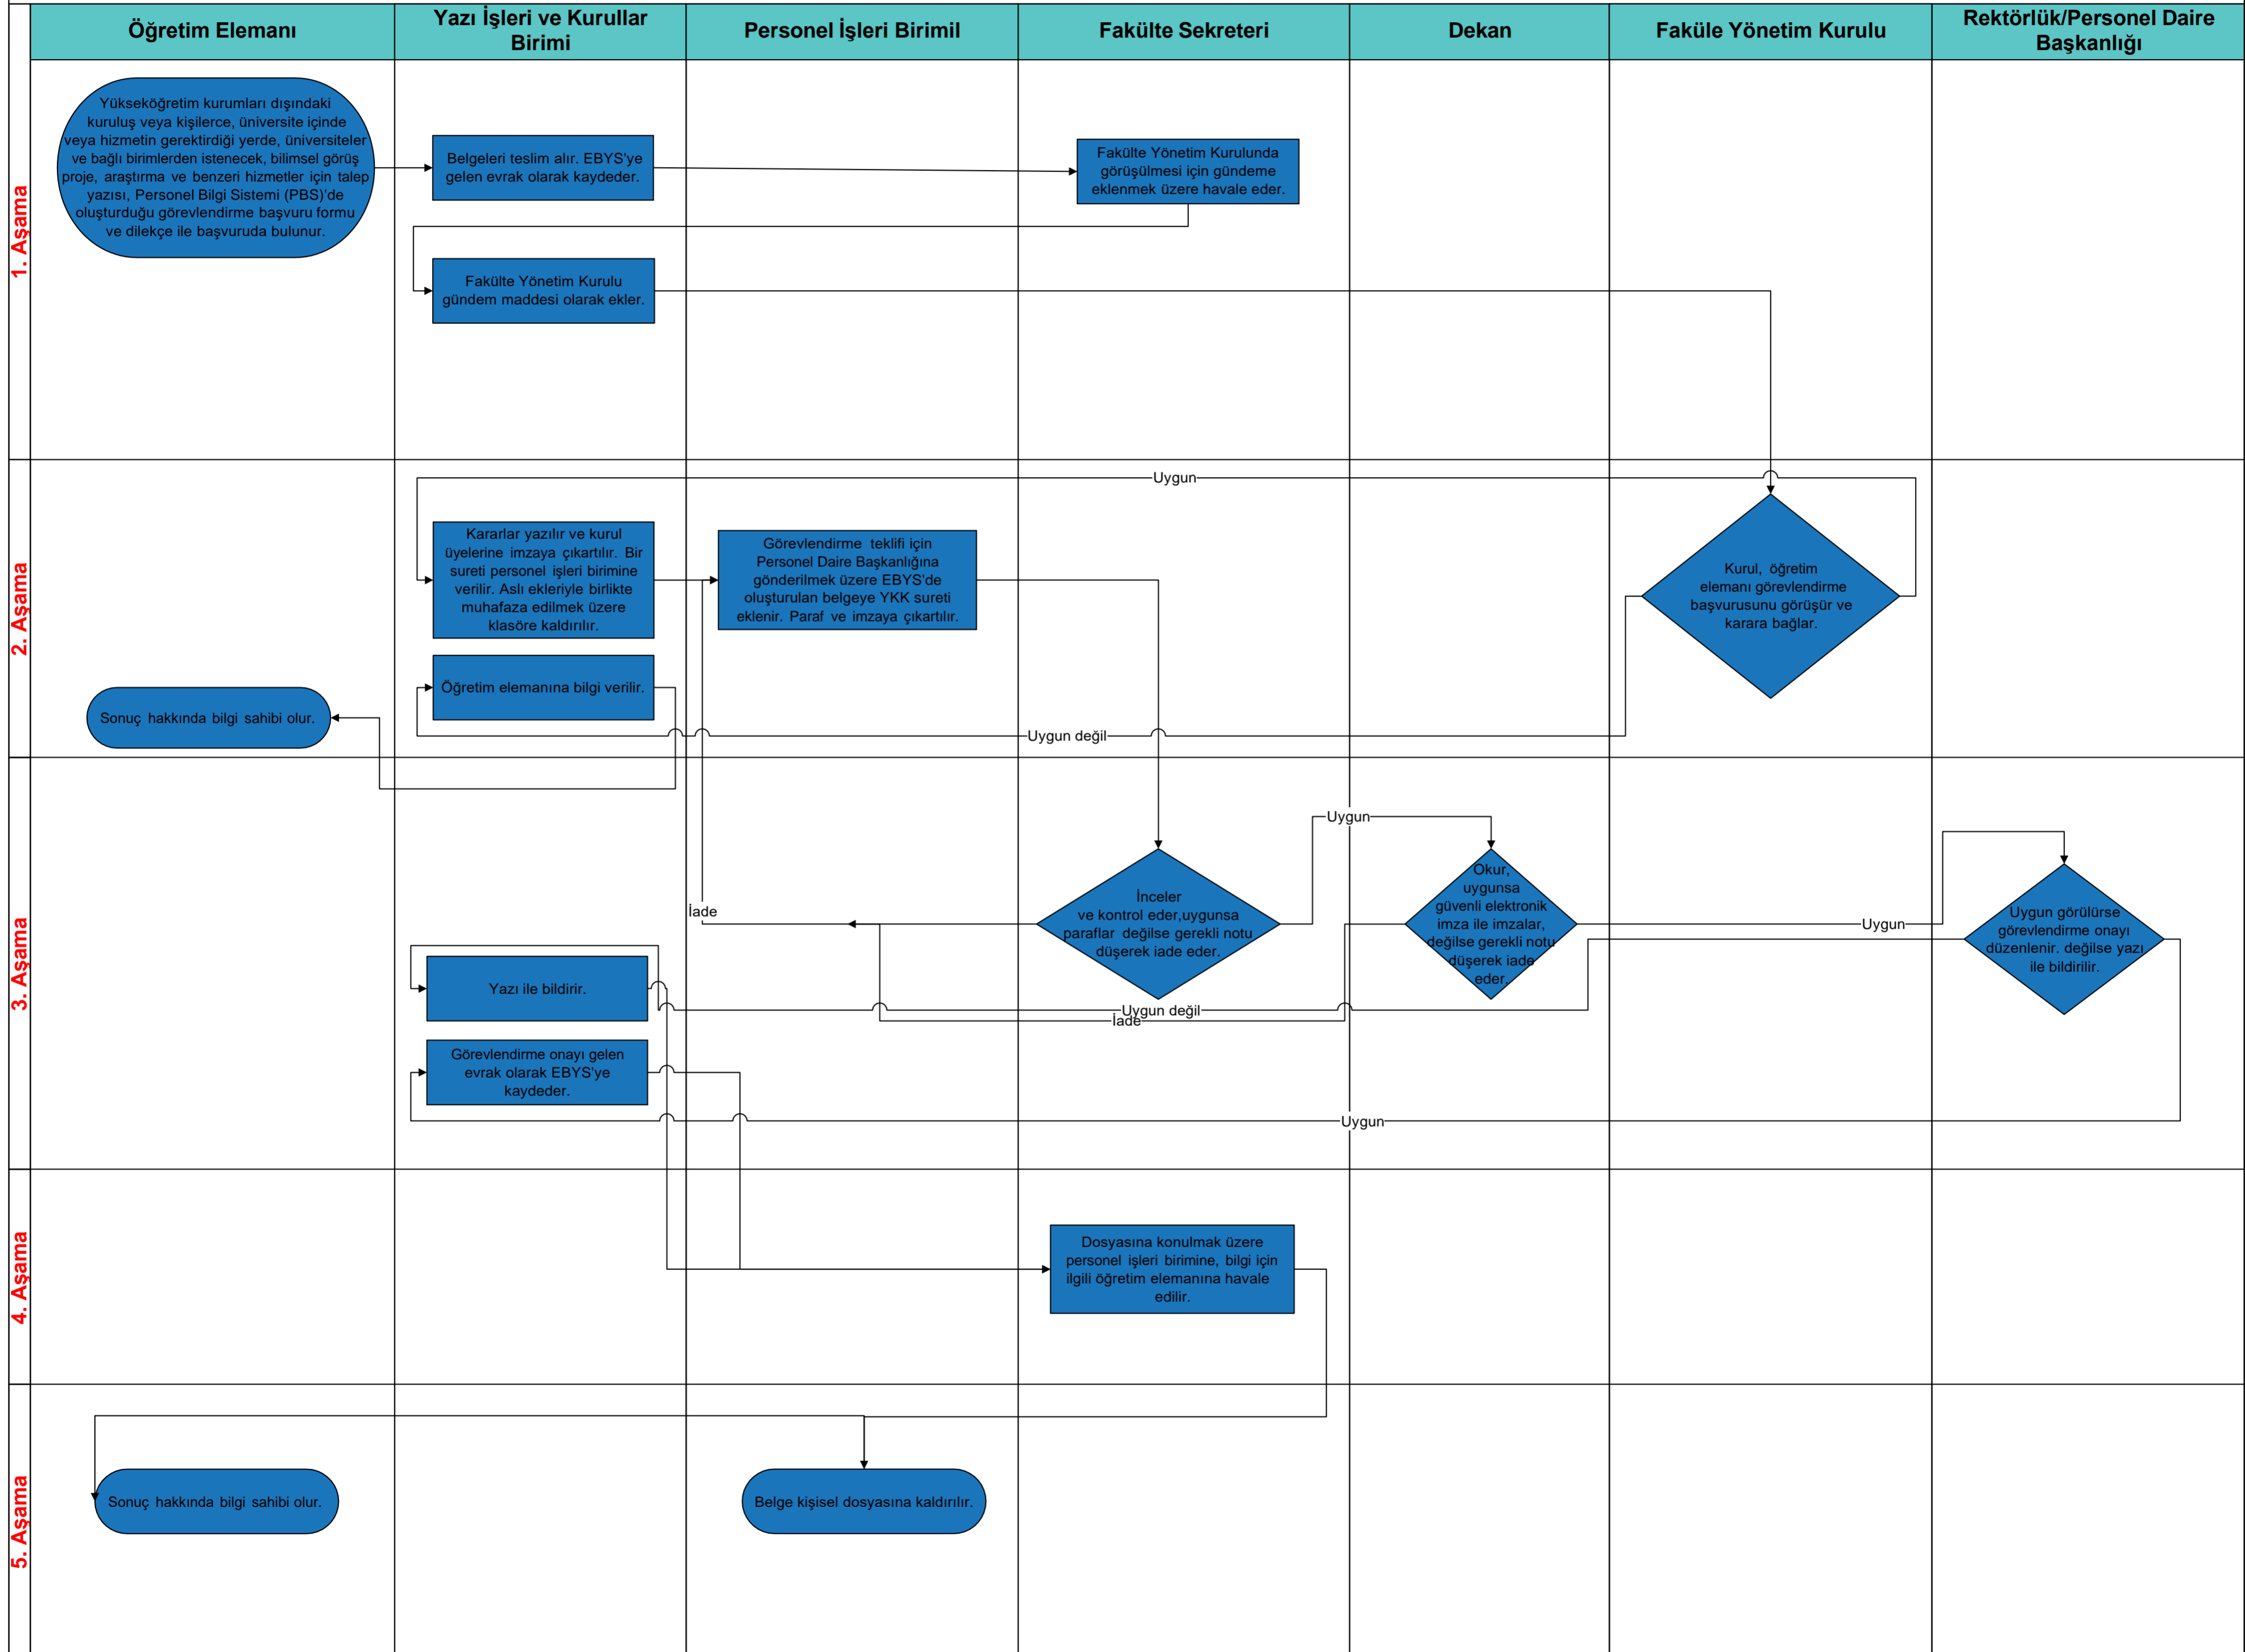 Öğretim Elemanı
Yazı İşleri ve Kurullar
Birimi
Personel İşleri Birimil
Fakülte Sekreteri
Dekan
Faküle Yönetim Kurulu
Rektörlük/Personel Daire
Başkanlığı
1. Aşama
Yükseköğretim kurumları dışındaki
kuruluş veya kişilerce, üniversite içinde
veya hizmetin gerektirdiği yerde, üniversiteler
ve bağlı birimlerden istenecek, bilimsel görüş
proje, araştırma ve benzeri hizmetler için talep
yazısı, Personel Bilgi Sistemi (PBS)'de
oluşturduğu görevlendirme başvuru formu
ve dilekçe ile başvuruda bulunur.
Belgeleri teslim alır. EBYS'ye
gelen evrak olarak kaydeder.
Fakülte Yönetim Kurulunda
görüşülmesi için gündeme
eklenmek üzere havale eder.
Fakülte Yönetim Kurulu
gündem maddesi olarak ekler.
2. Aşama
Uygun
Kararlar yazılır ve kurul
üyelerine imzaya çıkartılır. Bir
sureti personel işleri birimine
verilir. Aslı ekleriyle birlikte
muhafaza edilmek üzere
klasöre kaldırılır.
Görevlendirme teklifi için
Personel Daire Başkanlığına
gönderilmek üzere EBYS'de
oluşturulan belgeye YKK sureti
eklenir. Paraf ve imzaya çıkartılır.
Kurul, öğretim
elemanı görevlendirme
başvurusunu görüşür ve
karara bağlar.
Öğretim elemanına bilgi verilir.
Sonuç hakkında bilgi sahibi olur.
Uygun değil
3. Aşama
Uygun
İade
İnceler
ve kontrol eder,uygunsa
paraflar değilse gerekli notu
düşerek iade eder.
Okur,
uygunsa
güvenli elektronik
imza ile imzalar,
değilse gerekli notu
düşerek iade
eder.
Uygun
Uygun görülürse
görevlendirme onayı
düzenlenir. değilse yazı
ile bildirilir.
Yazı ile bildirir.
Uygun değil
İade
Görevlendirme onayı gelen
evrak olarak EBYS'ye
kaydeder.
Uygun
4. Aşama
Dosyasına konulmak üzere
personel işleri birimine, bilgi için
ilgili öğretim elemanına havale
edilir.
5. Aşama
Sonuç hakkında bilgi sahibi olur.
Belge kişisel dosyasına kaldırılır.